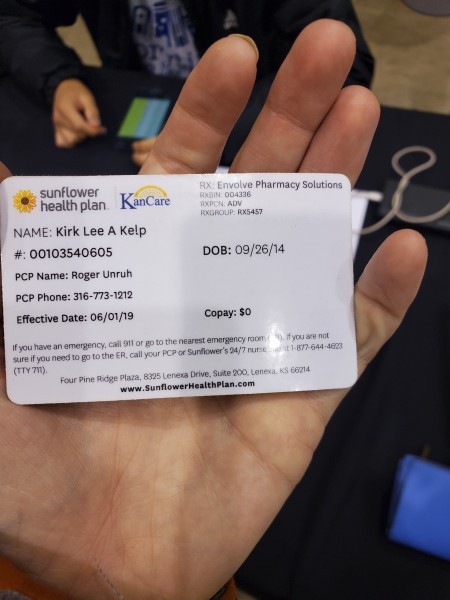 sunflower
health plan.
KanCare
RX: Envolve Pharmacy Solutions
RXBIN: 004336
RXPCN: ADV
RXGROUP: RX5457
NAME: Kirk Lee A Kelp
#: 00103540605
DOB: 09/26/14
PCP Name: Roger Unruh
PCP Phone: 316-773-1212
Effective Date: 06/01/19
Copay: $0
If you have an emergency, call 911 or go to the nearest emergency room If you are not
sure if you need to go to the ER, call your PCP or Sunflower's 24/7 nurse at 1-877-644-4623
(TTY 711).
Four Pine Ridge Plaza, 8325 Lenexa Drive, Suite 200, Lenexa, KS 66214
www.SunflowerHealthPlan.com